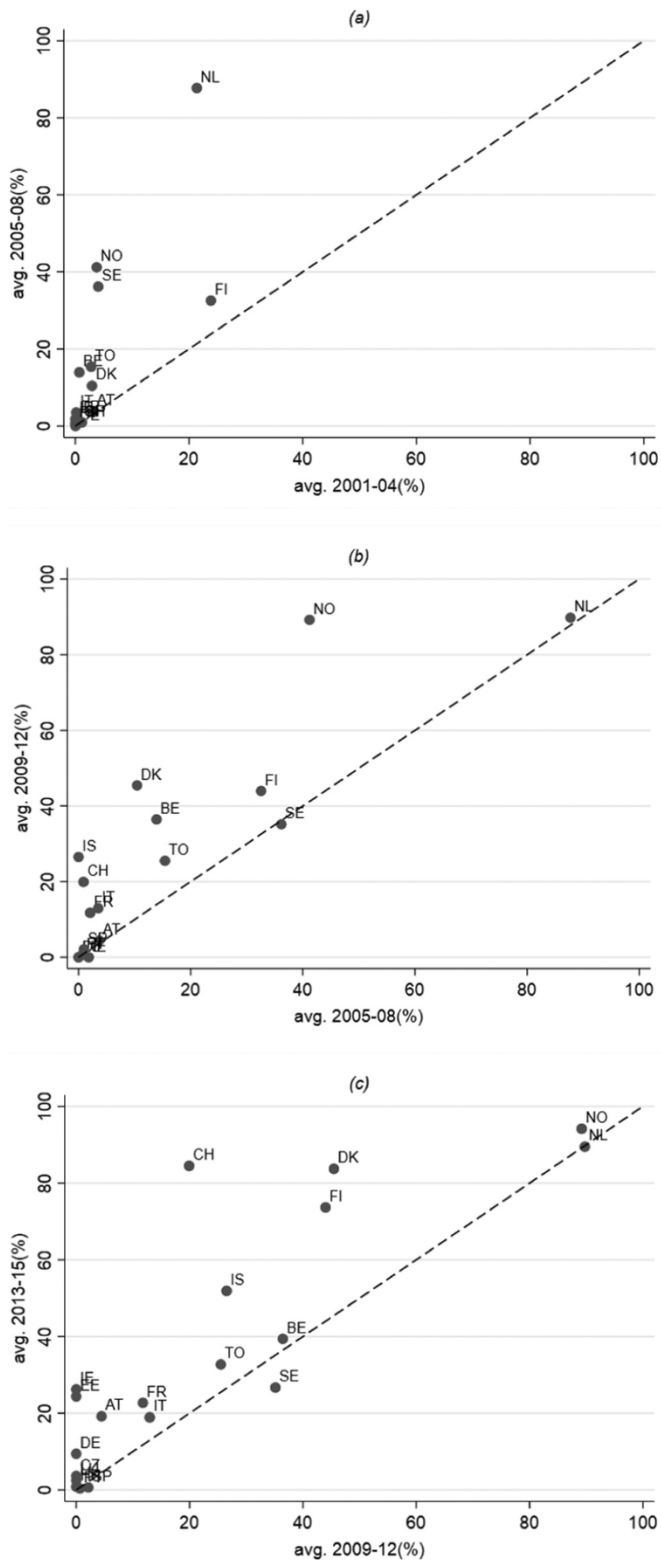 (a)
100
80
60
40
20
0
avg. 2005-08(%)
NL
NO
SE
FI
TO
BE
DK
IT
AT
0 20 40 60 80 100
avg. 2001-04(%)
(b)
100
80
60
40
20
0
avg. 2009-12(%)
NO
NL
DK
FI
BE
SE
IS
TO
CH
IT
FR
AT
SP
0 20 40 60 80 100
avg. 2005-08(%)
(c)
100
80
60
40
20
0
avg. 2013-15(%)
NO
NL
CH
DK
FI
IS
BE
TO
SE
IE
EE
FR
AT
IT
DE
CZ
SP
0 20 40 60 80 100
avg. 2009-12(%)